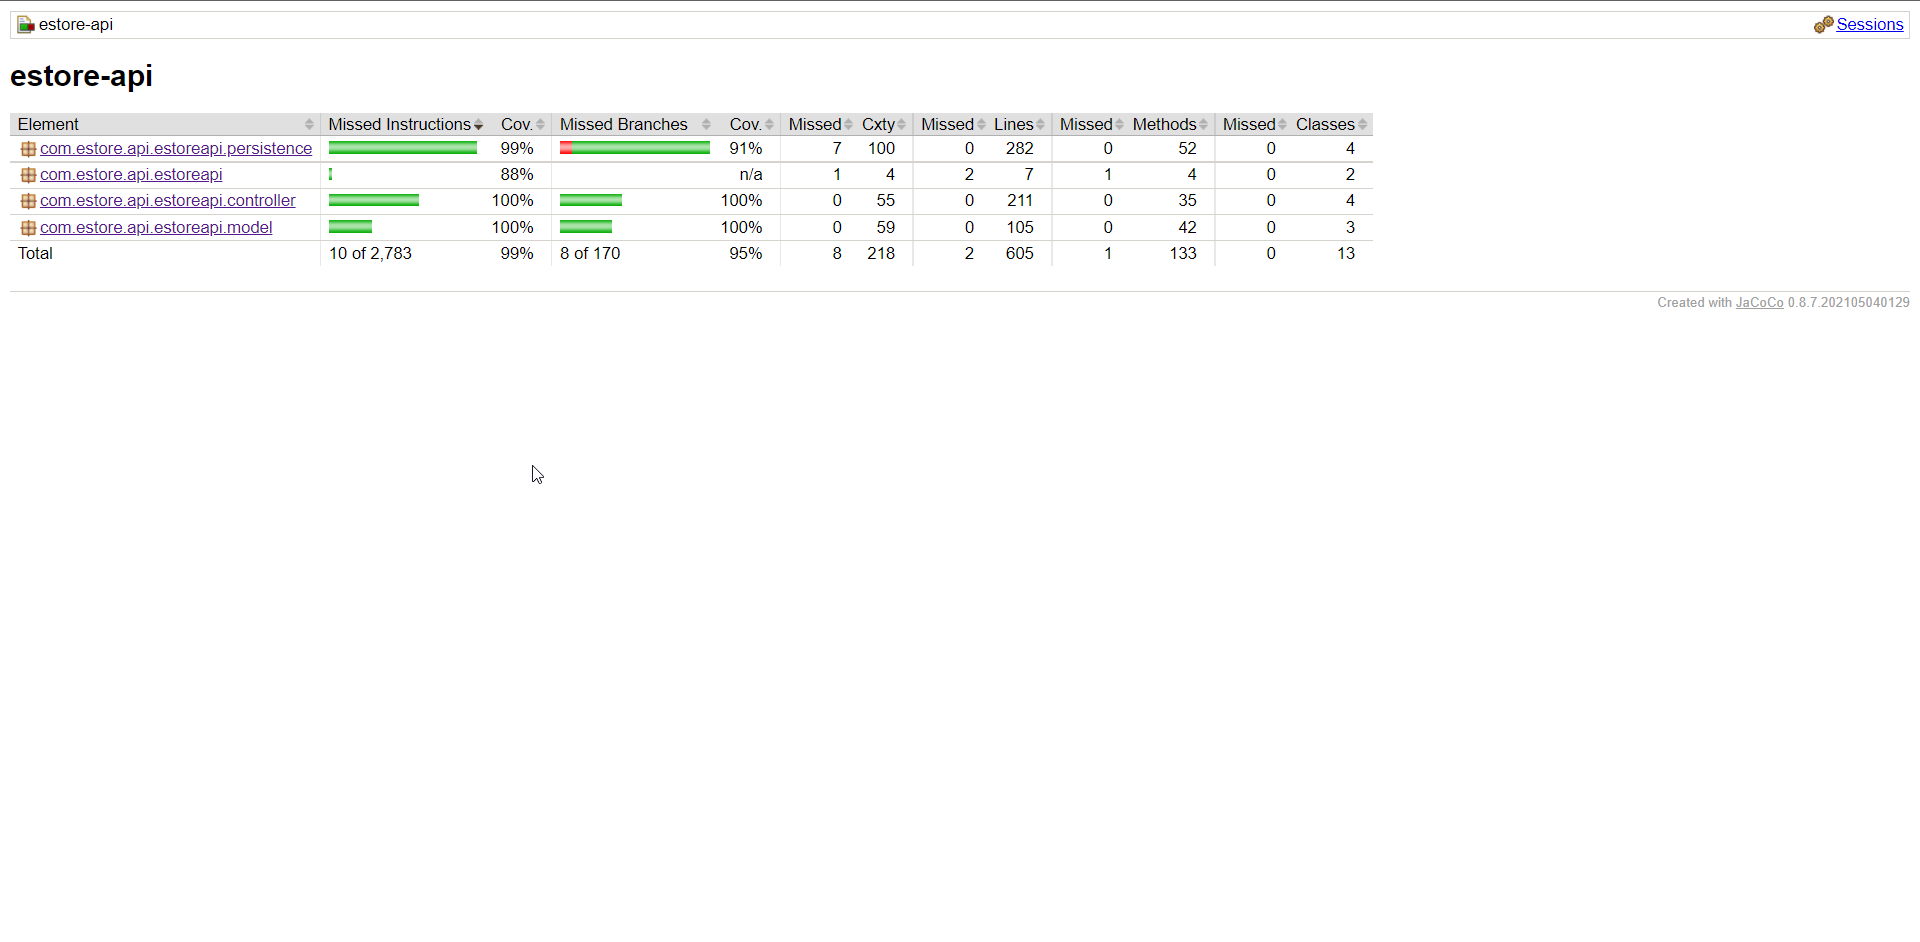 estore-api Sessions
estore-api
Element Missed Instructions Cov. Missed Branches Cov. Missed Cxty Missed Lines Missed Methods Missed Classes
com.estore.api.estoreapi.persistence 99% 91% 7 100 0 282 0 52 0 4
com.estore.api.estoreapi 88% n/a 1 4 2 7 1 4 0 2
com.estore.api.estoreapi.controller 100% 100% 0 55 0 211 0 35 0 4
com.estore.api.estoreapi.model 100% 100% 0 59 0 105 0 42 0 3
Total 10 of 2,783 99% 8 of 170 95% 8 218 2 605 1 133 0 13
Created with JaCoCo 0.8.7.202105040129